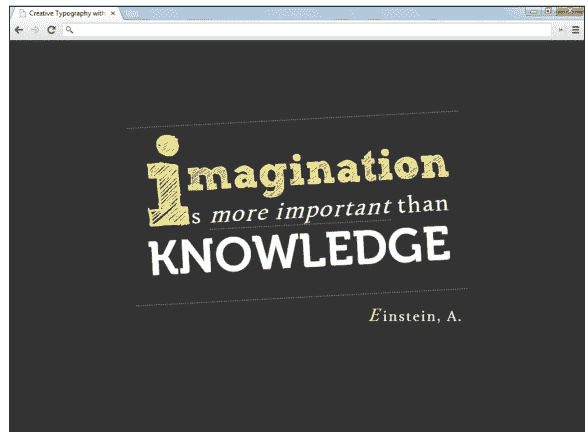 Creative Typography with
imagination
is more important than
KNOWLEDGE
Einstein, A.